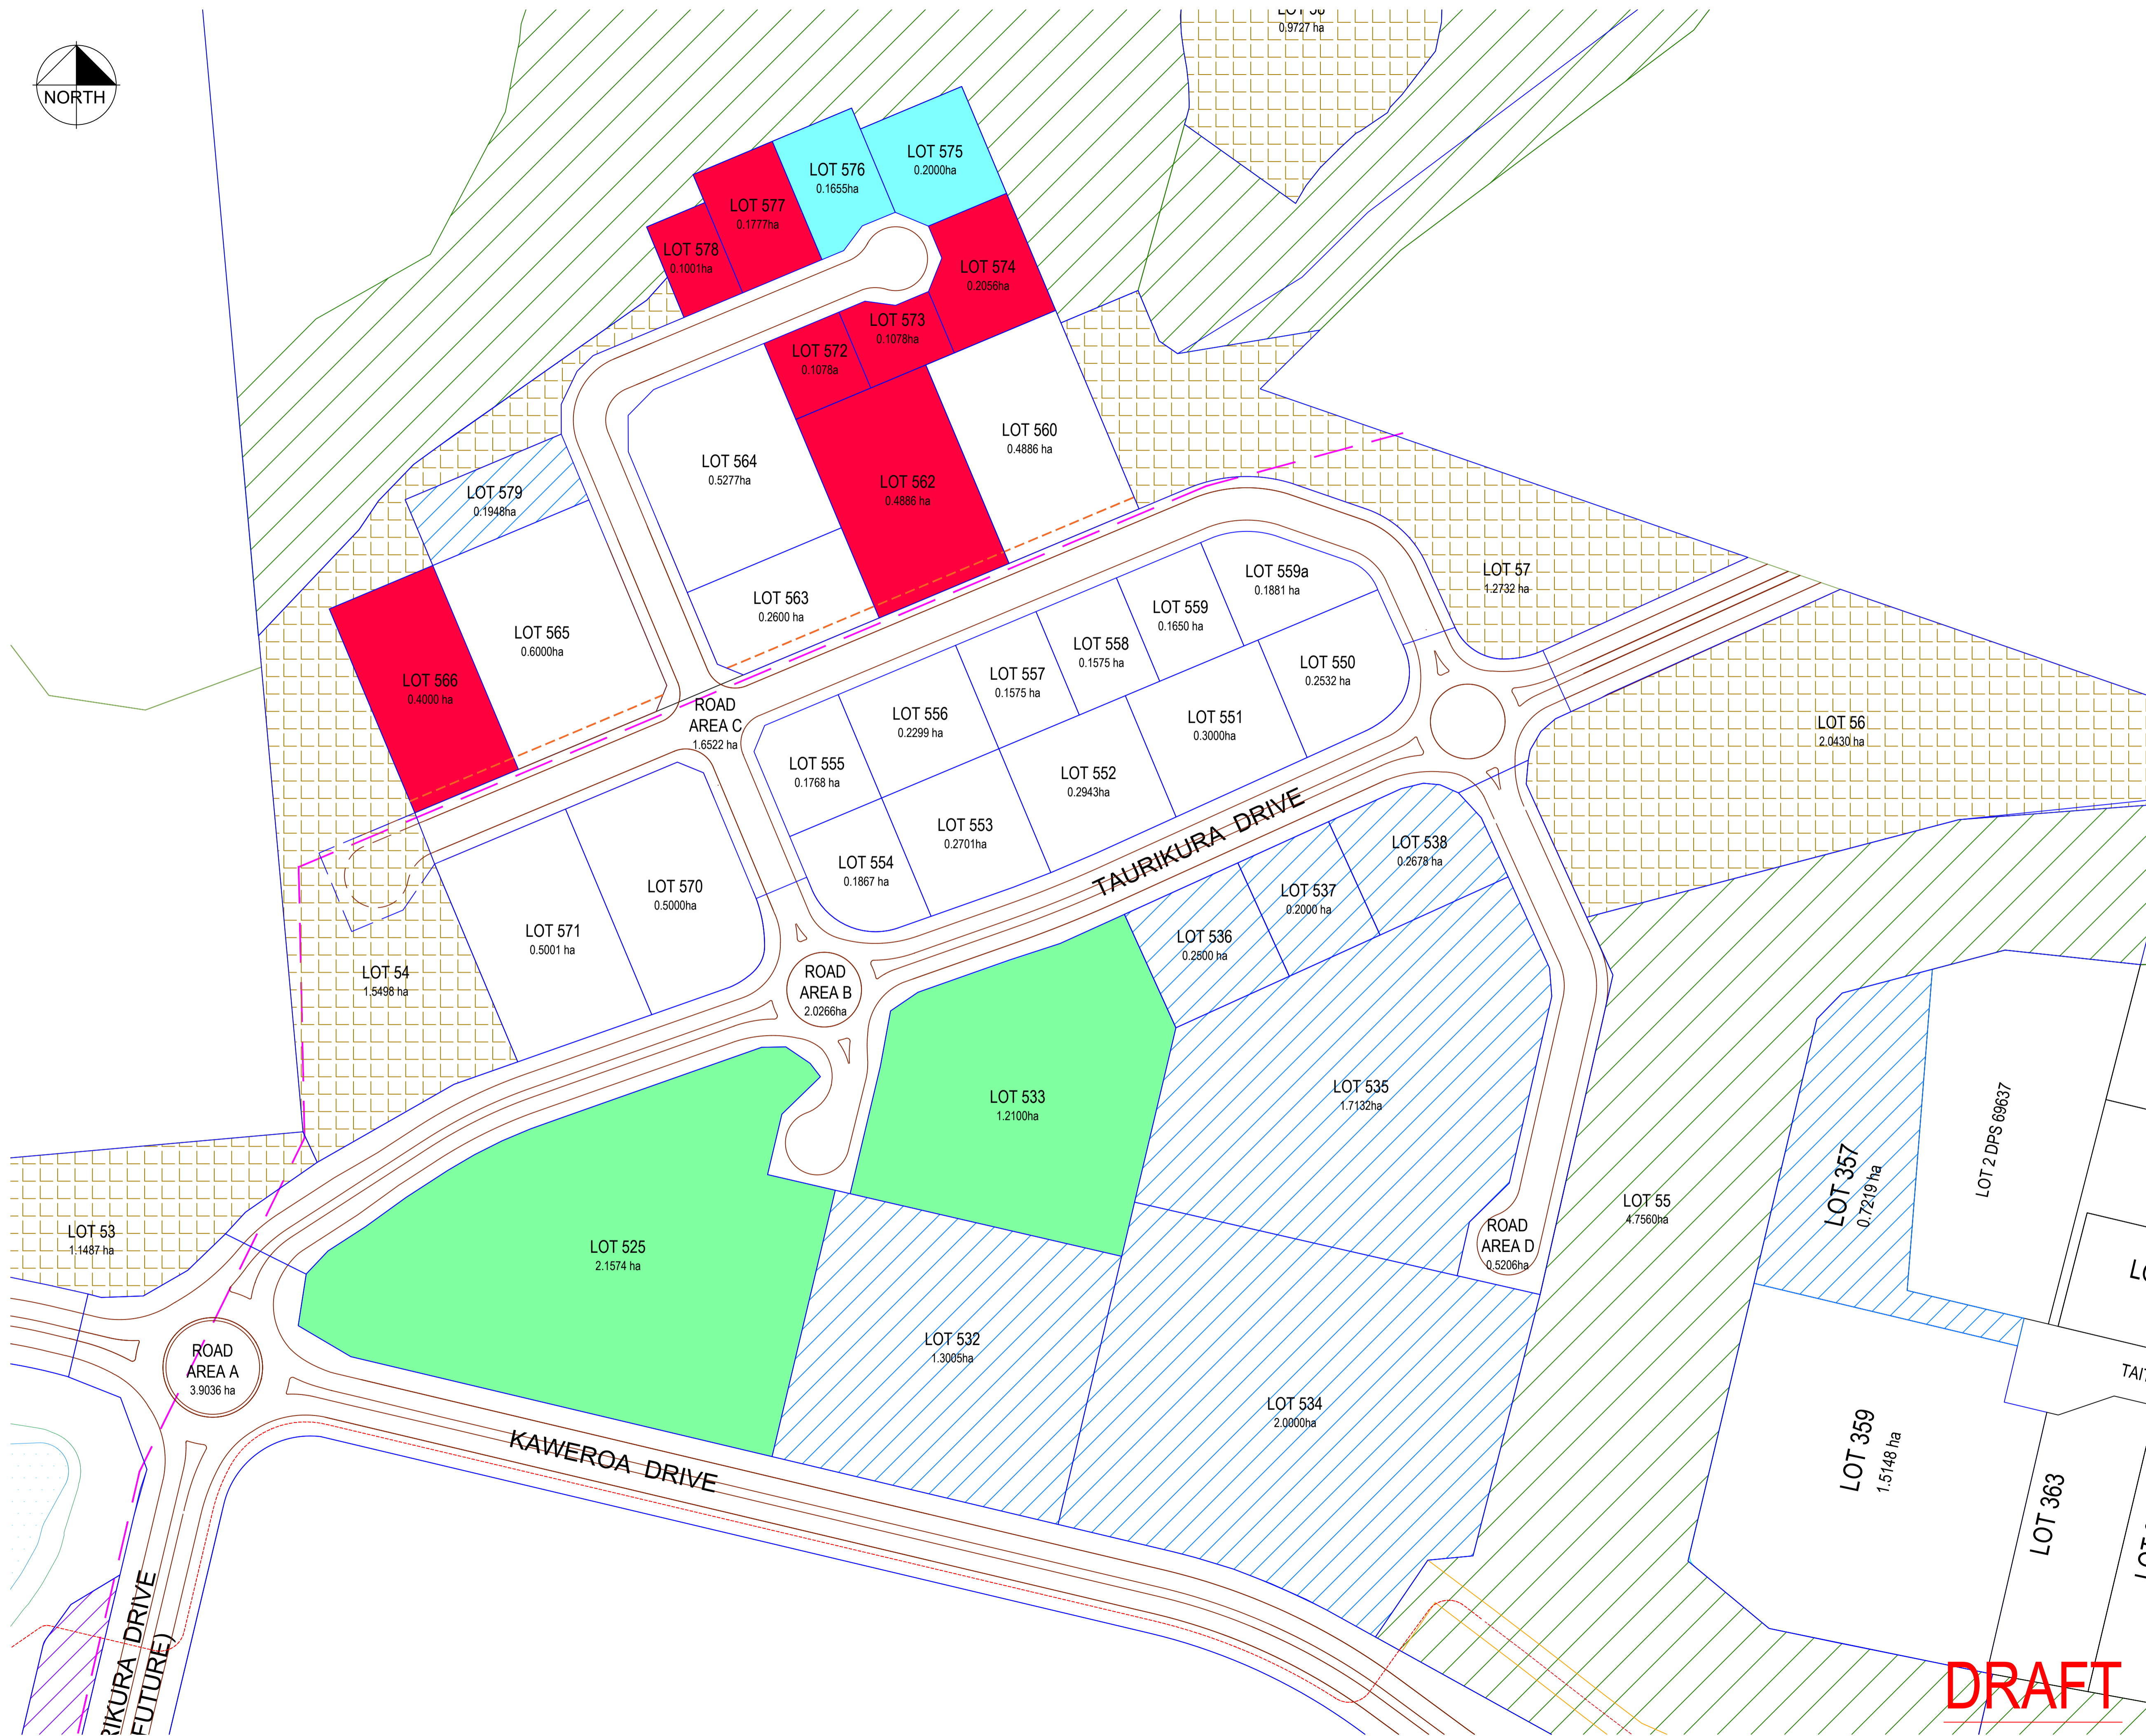 NORTH
0.9727 ha
LOT 575
0.2000ha
LOT 576
0.1655ha
LOT 577
0.1777ha
LOT 578
0.1001ha
LOT 574
0.2056ha
LOT 573
0.1078ha
LOT 572
0.1078a
LOT 560
0.4886 ha
LOT 564
0.5277ha
LOT 562
0.4886 ha
LOT 579
0.1948ha
LOT 57
1.2732 ha
LOT 559a
0.1881 ha
LOT 563
0.2600 ha
LOT 559
0.1650 ha
LOT 565
0.6000ha
LOT 558
0.1575 ha
LOT 550
0.2532 ha
LOT 557
0.1575 ha
LOT 566
0.4000 ha
ROAD
AREA C
1.6522 ha
LOT 556
0.2299 ha
LOT 551
0.3000ha
LOT 56
2.0430 ha
LOT 555
0.1768 ha
LOT 552
0.2943ha
LOT 553
0.2701ha
TAURIKURA DRIVE
LOT 538
0.2678 ha
LOT 554
0.1867 ha
LOT 570
0.5000ha
LOT 537
0.2000 ha
LOT 571
0.5001 ha
LOT 536
0.2500 ha
LOT 54
1.5498 ha
ROAD
AREA B
2.0266ha
LOT 533
1.2100ha
LOT 535
1.7132ha
LOT 2 DPS 69637
LOT 357
0.7219 ha
LOT 55
4.7560ha
LOT 53
1.1487 ha
LOT 525
2.1574 ha
ROAD
AREA D
0.5206ha
LOT 532
1.3005ha
ROAD
AREA A
3.9036 ha
LOT 534
2.0000ha
KAWEROA DRIVE
LOT 359
1.5148 ha
LOT 363
RIKURA DRIVE
FUTURE)
DRAFT